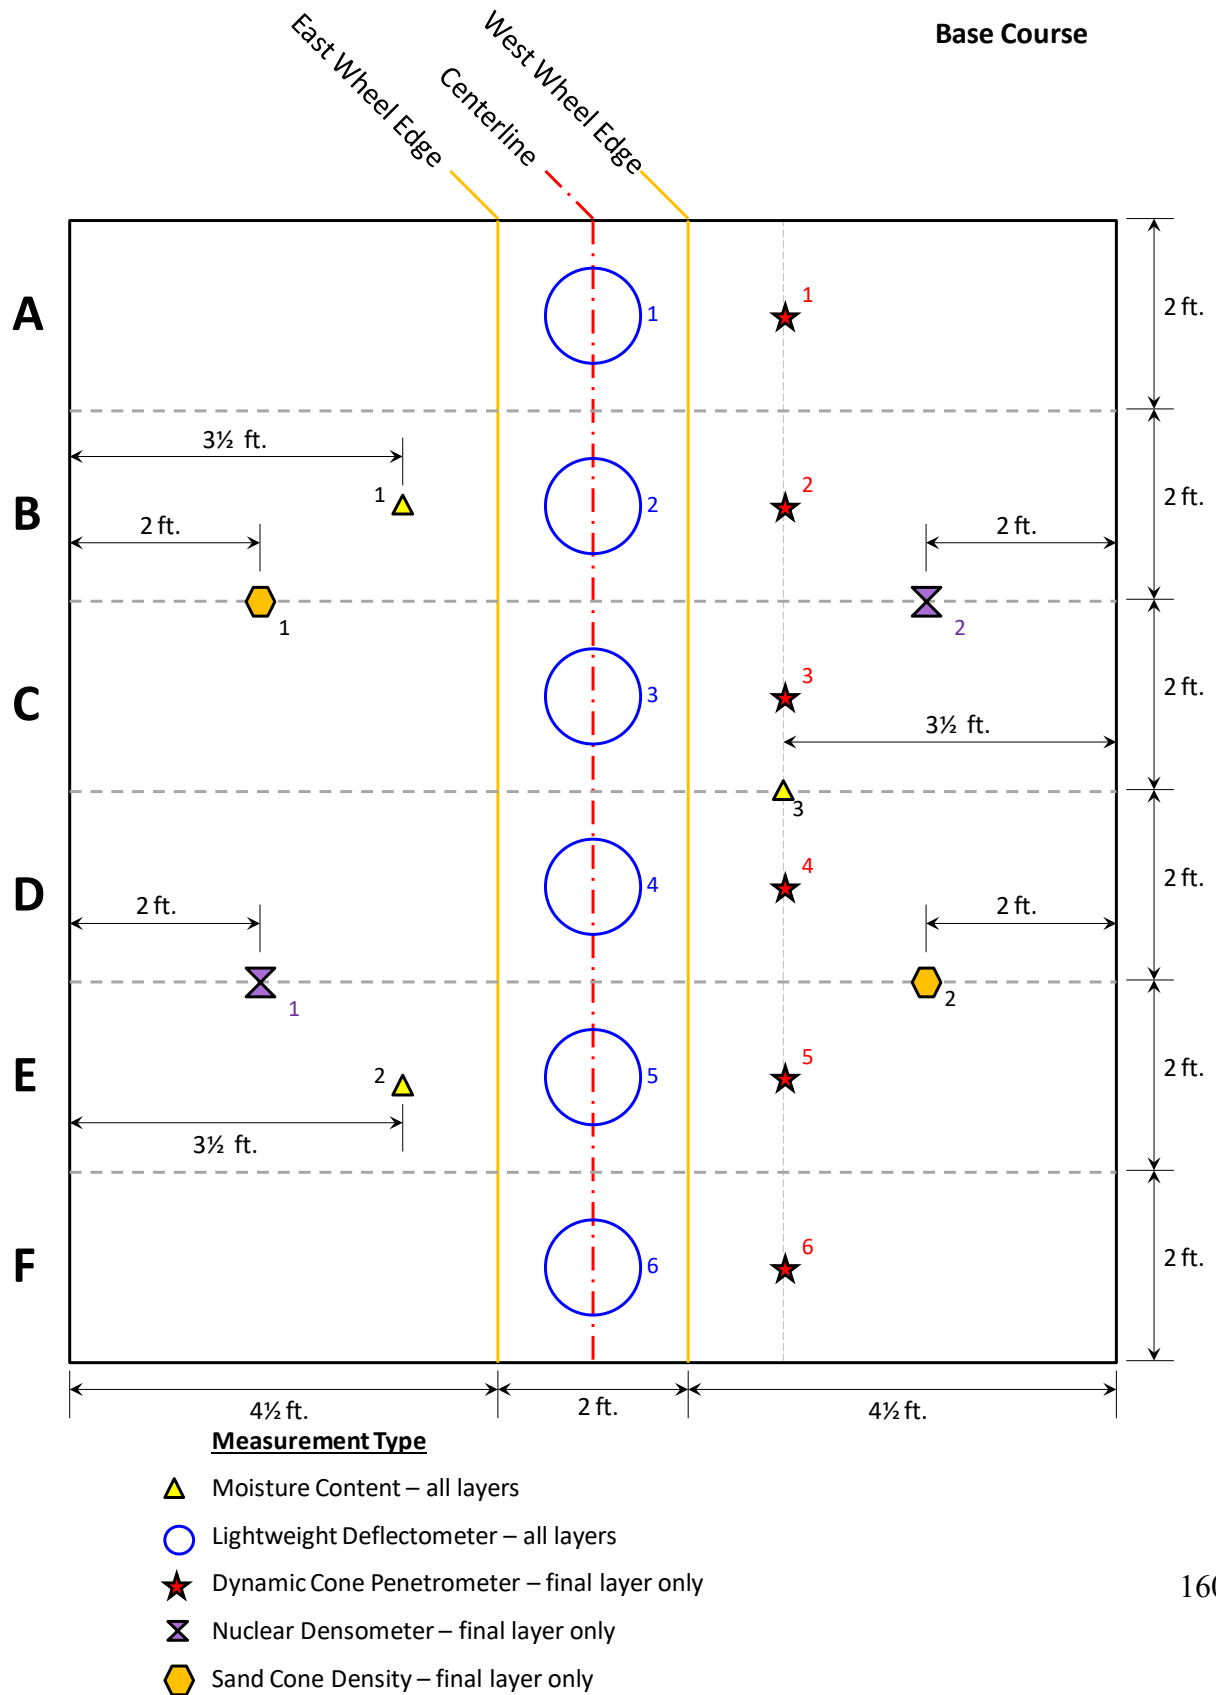 Base Course
East Wheel Edge
Centerline
West Wheel Edge
A
1
1
2 ft.
3½ ft.
B
1
2
2
2 ft.
2 ft.
2 ft.
1
2
C
3
3
2 ft.
3½ ft.
3
D
4
4
2 ft.
2 ft.
2 ft.
1
2
E
2
5
5
2 ft.
3½ ft.
F
6
6
2 ft.
4½ ft.
2 ft.
4½ ft.
Measurement Type
Moisture Content – all layers
Lightweight Deflectometer – all layers
Dynamic Cone Penetrometer – final layer only
160
Nuclear Densometer – final layer only
Sand Cone Density – final layer only